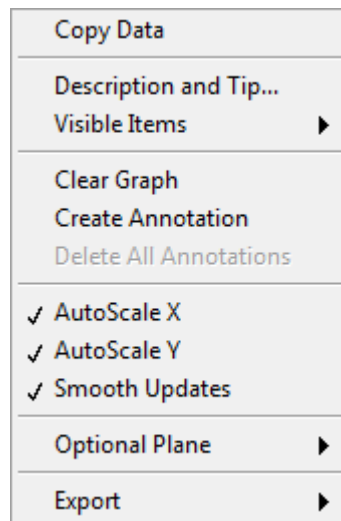 Copy Data
Description and Tip...
Visible Items
Clear Graph
Create Annotation
Delete All Annotations
AutoScale X
AutoScale Y
Smooth Updates
Optional Plane
Export